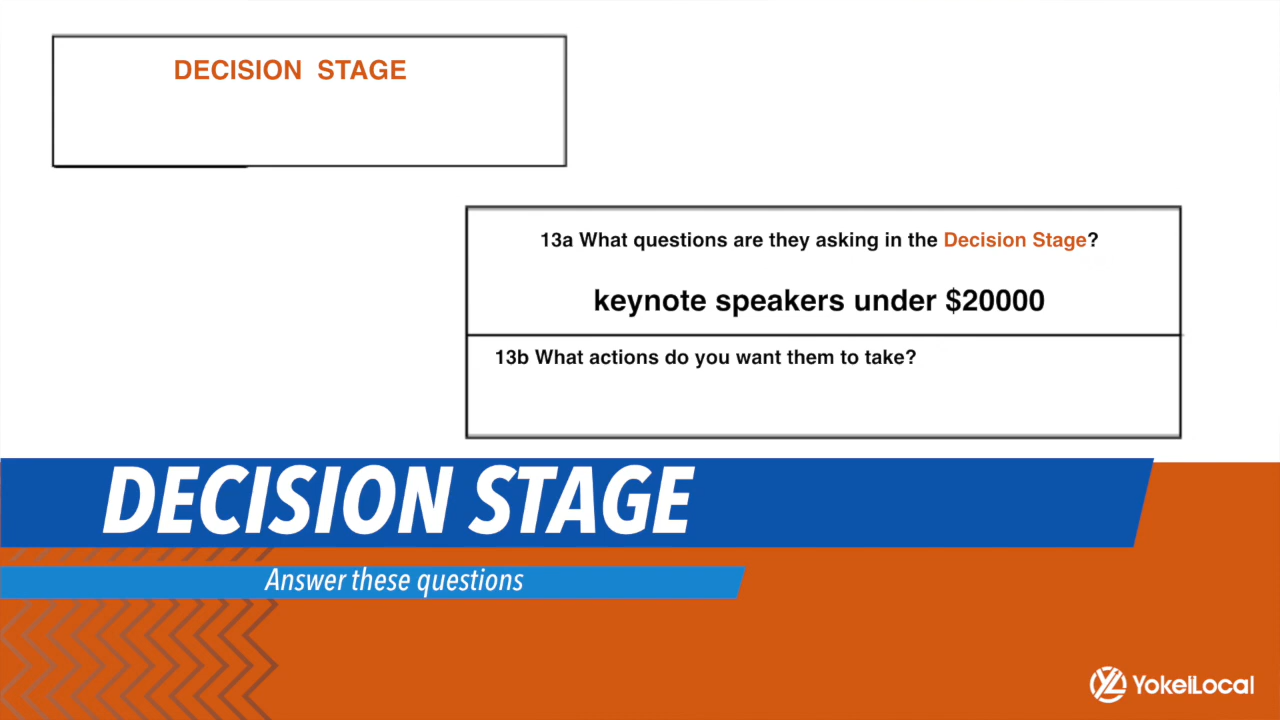 DECISION STAGE
13a What questions are they asking in the Decision Stage?
keynote speakers under $20000
13b What actions do you want them to take?
DECISION STAGE
Answer these questions
YokelLocal